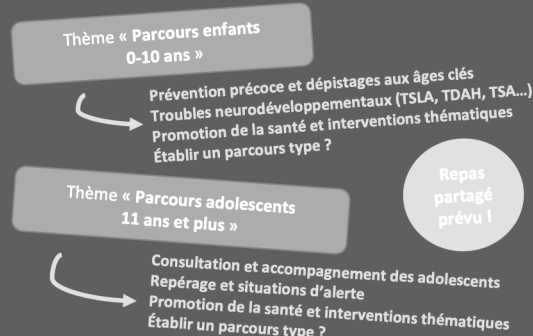 Thème « Parcours enfants
0-10 ans »
Prévention précoce et dépistages aux âges clés
Troubles neurodéveloppementaux (TSLA, TDAH, TSA...)
Promotion de la santé et interventions thématiques
Établir un parcours type ?
Repas
partagé
prévu !
Thème « Parcours adolescents
11 ans et plus »
Consultation et accompagnement des adolescents
Repérage et situations d'alerte
Promotion de la santé et interventions thématiques
Établir un parcours type ?